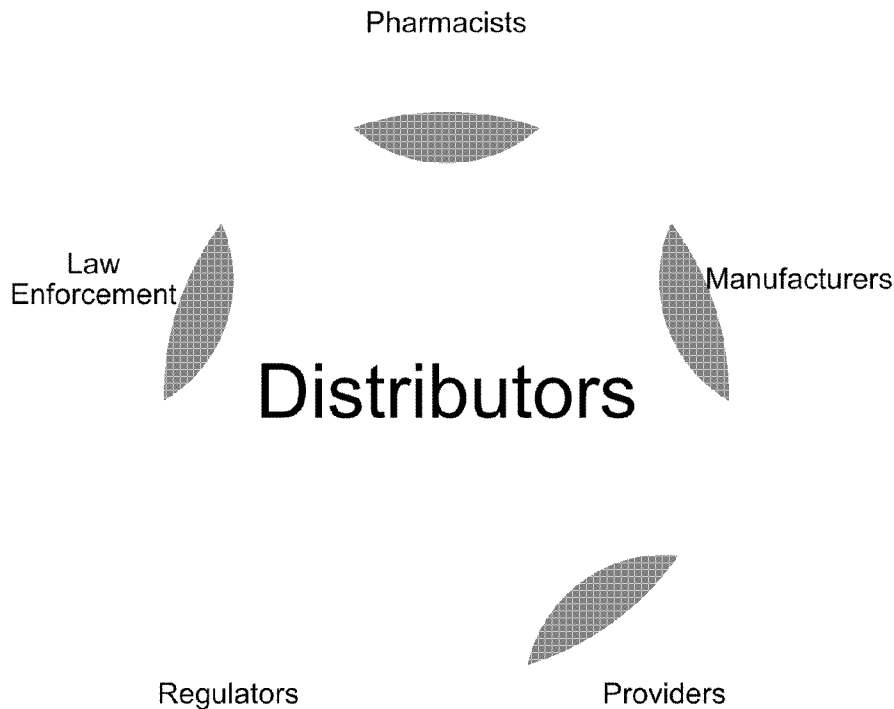 Pharmacists
Law
Enforcement
Manufacturers
Distributors
Regulators
Providers